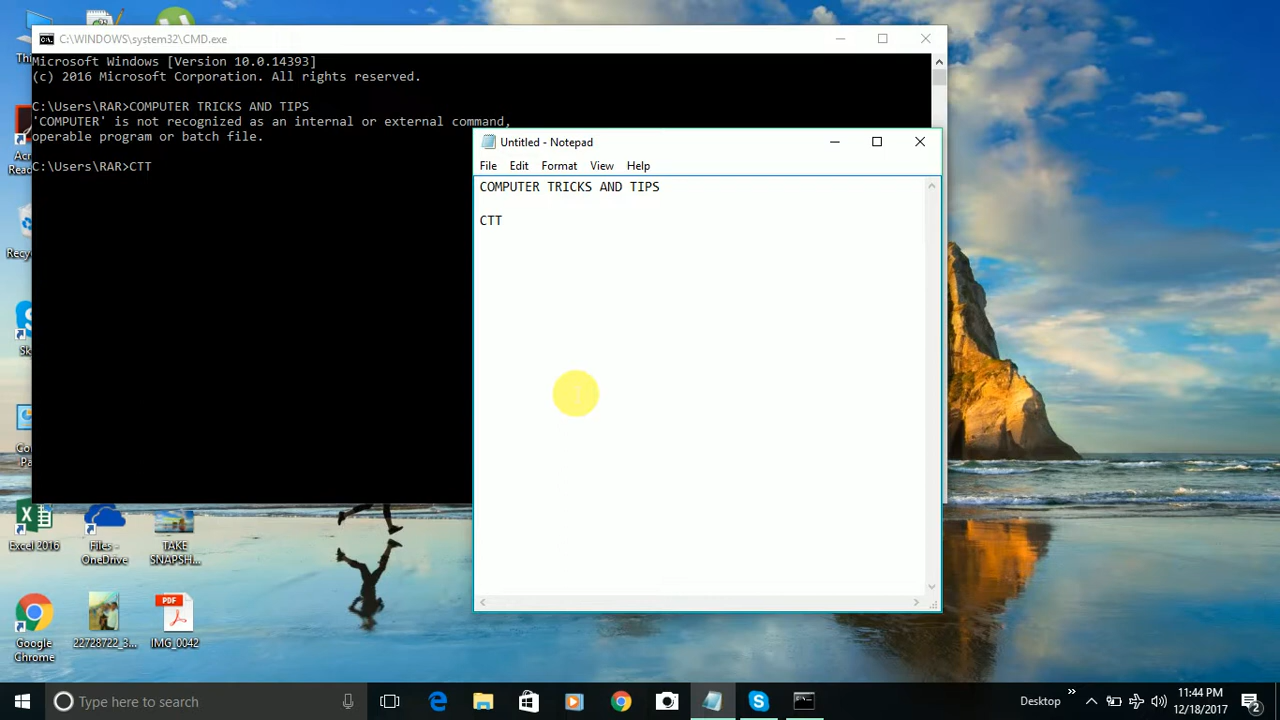 C:\WINDOWS\system32\CMD.exe
Microsoft Windows [Version 10.0.14393]
(c) 2016 Microsoft Corporation. All rights reserved.
C:\Users\RAR>COMPUTER TRICKS AND TIPS
'COMPUTER' is not recognized as an internal or external command,
operable program or batch file.
C:\Users\RAR>CTT
Untitled - Notepad
File Edit Format View Help
COMPUTER TRICKS AND TIPS
CTT
Excel 2016
Files -
OneDrive
TAKE
SNAPSH...
Google
Chrome
22728722_3...
PDF
IMG_0042
Type here to search
Desktop
11:44 PM
12/18/2017
2